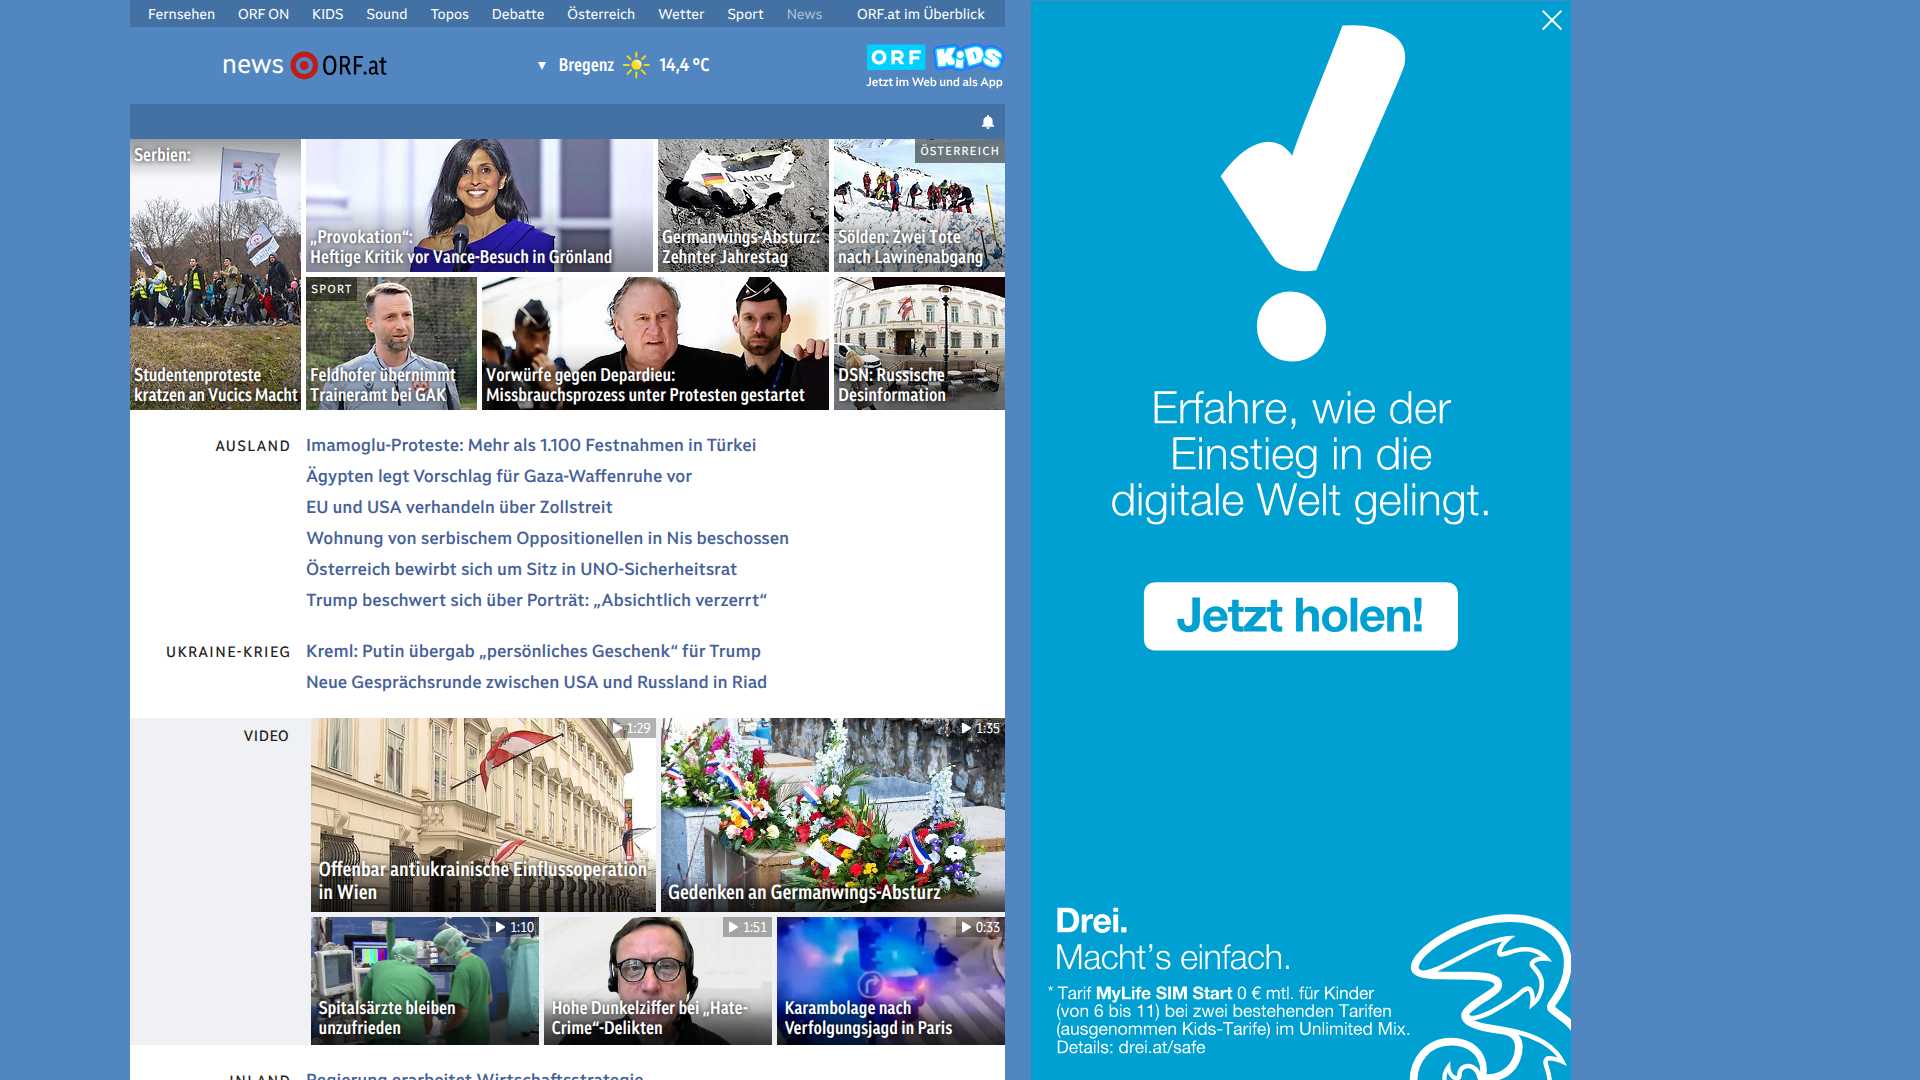 Fernsehen ORF ON KIDS Sound Topos Debatte Österreich Wetter Sport News ORF.at im Überblick
news ORF.at
Bregenz 14,4 °C
ORF KiDS
Jetzt im Web und als App
Serbien:
Studentenproteste
kratzen an Vucics Macht
„Provokation“:
Heftige Kritik vor Vance-Besuch in Grönland
Germanwings-Absturz:
Zehnter Jahrestag
ÖSTERREICH
Sölden: Zwei Tote
nach Lawinenabgang
SPORT
Feldhofer übernimmt
Traineramt bei GAK
Vorwürfe gegen Depardieu:
Missbrauchsprozess unter Protesten gestartet
DSN: Russische
Desinformation
AUSLAND
Imamoglu-Proteste: Mehr als 1.100 Festnahmen in Türkei
Ägypten legt Vorschlag für Gaza-Waffenruhe vor
EU und USA verhandeln über Zollstreit
Wohnung von serbischem Oppositionellen in Nis beschossen
Österreich bewirbt sich um Sitz in UNO-Sicherheitsrat
Trump beschwert sich über Porträt: „Absichtlich verzerrt“
UKRAINE-KRIEG
Kreml: Putin übergab „persönliches Geschenk“ für Trump
Neue Gesprächsrunde zwischen USA und Russland in Riad
VIDEO
1:29
Offenbar antiukrainische Einflussoperation
in Wien
1:35
Gedenken an Germanwings-Absturz
1:10
Spitalsärzte bleiben
unzufrieden
1:51
Hohe Dunkelziffer bei „Hate-
Crime“-Delikten
0:33
Karambolage nach
Verfolgungsjagd in Paris
INLAND
Regierung erarbeitet Wirtschaftsstrategie
Erfahre, wie der
Einstieg in die
digitale Welt gelingt.
Jetzt holen!
Drei.
Macht’s einfach.
* Tarif MyLife SIM Start 0 € mtl. für Kinder
(von 6 bis 11) bei zwei bestehenden Tarifen
(ausgenommen Kids-Tarife) im Unlimited Mix.
Details: drei.at/safe